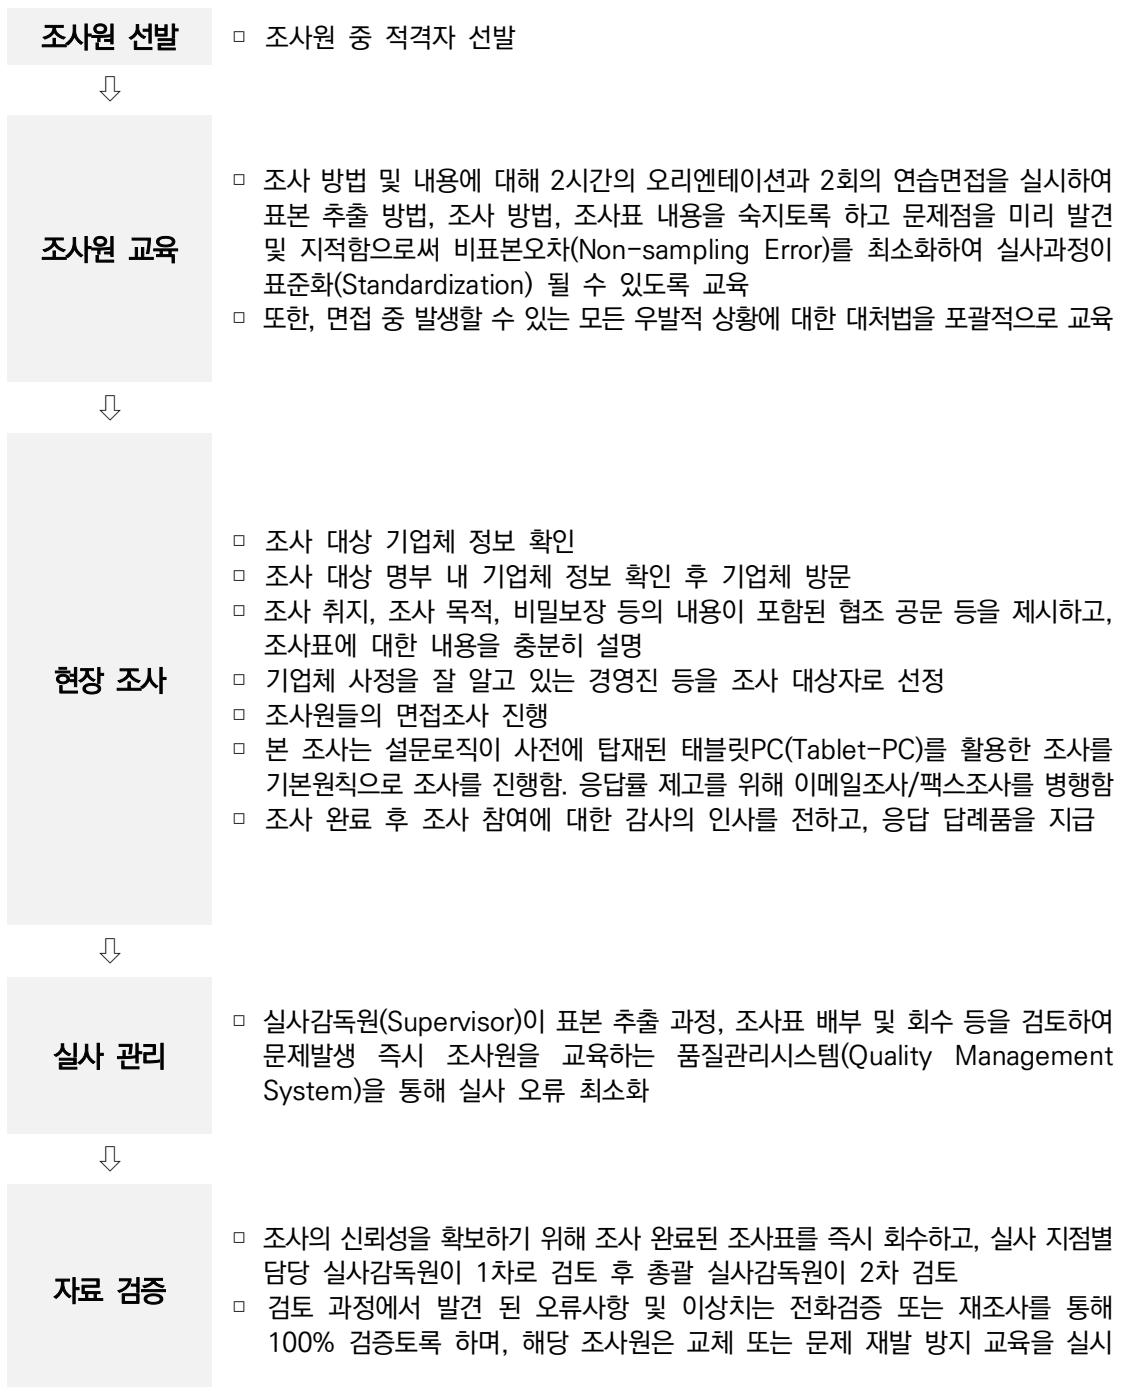 조사원 선발
□ 조사원 중 적격자 선발
⇩
조사원 교육
□ 조사 방법 및 내용에 대해 2시간의 오리엔테이션과 2회의 연습면접을 실시하여
표본 추출 방법, 조사 방법, 조사표 내용을 숙지토록 하고 문제점을 미리 발견
및 지적함으로써 비표본오차(Non-sampling Error)를 최소화하여 실사과정이
표준화(Standardization) 될 수 있도록 교육
□ 또한, 면접 중 발생할 수 있는 모든 우발적 상황에 대한 대처법을 포괄적으로 교육
⇩
현장 조사
□ 조사 대상 기업체 정보 확인
□ 조사 대상 명부 내 기업체 정보 확인 후 기업체 방문
□ 조사 취지, 조사 목적, 비밀보장 등의 내용이 포함된 협조 공문 등을 제시하고,
조사표에 대한 내용을 충분히 설명
□ 기업체 사정을 잘 알고 있는 경영진 등을 조사 대상자로 선정
□ 조사원들의 면접조사 진행
□ 본 조사는 설문로직이 사전에 탑재된 태블릿PC(Tablet-PC)를 활용한 조사를
기본원칙으로 조사를 진행함. 응답률 제고를 위해 이메일조사/팩스조사를 병행함
□ 조사 완료 후 조사 참여에 대한 감사의 인사를 전하고, 응답 답례품을 지급
⇩
실사 관리
□ 실사감독원(Supervisor)이 표본 추출 과정, 조사표 배부 및 회수 등을 검토하여
문제발생 즉시 조사원을 교육하는 품질관리시스템(Quality Management
System)을 통해 실사 오류 최소화
⇩
자료 검증
□ 조사의 신뢰성을 확보하기 위해 조사 완료된 조사표를 즉시 회수하고, 실사 지점별
담당 실사감독원이 1차로 검토 후 총괄 실사감독원이 2차 검토
□ 검토 과정에서 발견 된 오류사항 및 이상치는 전화검증 또는 재조사를 통해
100% 검증토록 하며, 해당 조사원은 교체 또는 문제 재발 방지 교육을 실시